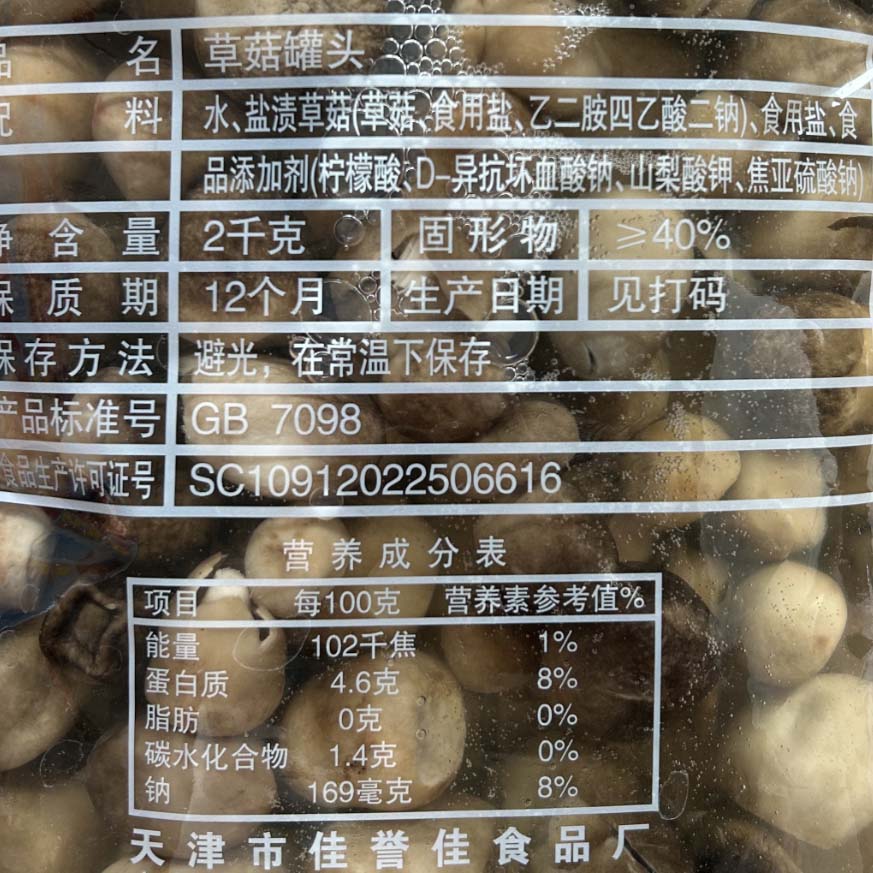 品 名 草菇罐头
配 料 水、盐渍草菇(草菇、食用盐、乙二胺四乙酸二钠)、食用盐、食
品添加剂(柠檬酸、D-异抗坏血酸钠、山梨酸钾、焦亚硫酸钠)
净 含 量 2千克 固形物 ≥40%
保 质 期 12个月 生产日期 见打码
保存方法 避光，在常温下保存
产品标准号 GB 7098
食品生产许可证号 SC10912022506616
营养成分表
项目 每100克 营养素参考值%
能量 102千焦 1%
蛋白质 4.6克 8%
脂肪 0克 0%
碳水化合物 1.4克 0%
钠 169毫克 8%
天津市佳誉佳食品厂